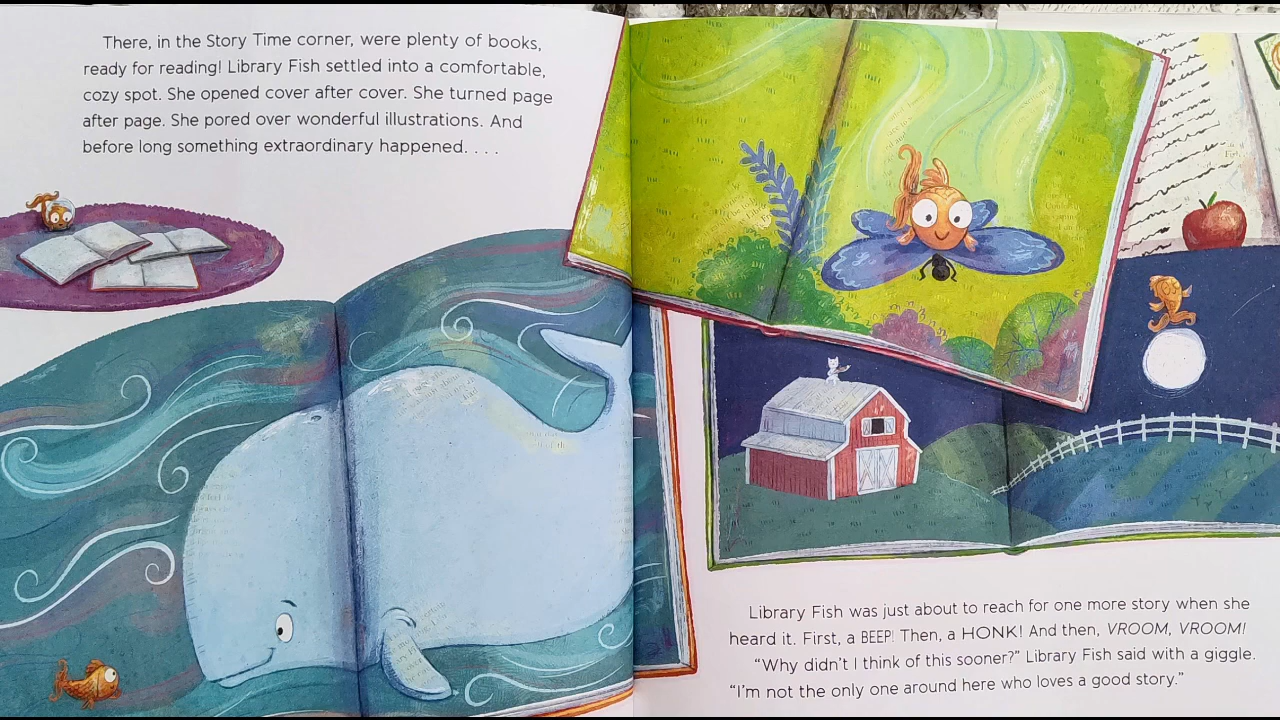 There, in the Story Time corner, were plenty of books,
ready for reading! Library Fish settled into a comfortable,
cozy spot. She opened cover after cover. She turned page
after page. She pored over wonderful illustrations. And
before long something extraordinary happened. . . .
Library Fish was just about to reach for one more story when she
heard it. First, a BEEP! Then, a HONK! And then, VROOM, VROOM!
“Why didn’t I think of this sooner?” Library Fish said with a giggle.
“I’m not the only one around here who loves a good story.”